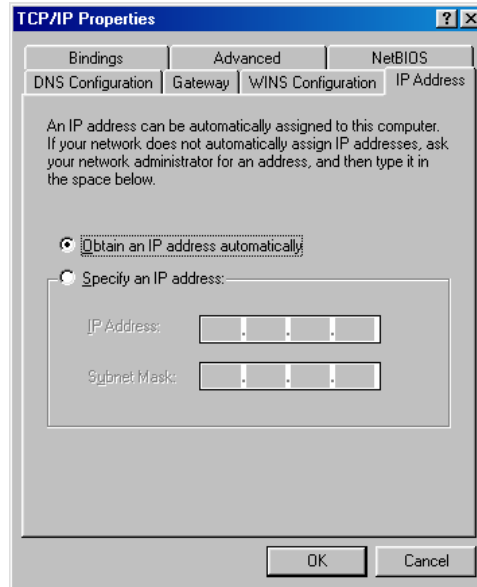 TCP/IP Properties
Bindings Advanced NetBIOS
DNS Configuration Gateway WINS Configuration IP Address
An IP address can be automatically assigned to this computer.
If your network does not automatically assign IP addresses, ask
your network administrator for an address, and then type it in
the space below.
Obtain an IP address automatically
Specify an IP address:
IP Address:
Subnet Mask:
OK Cancel